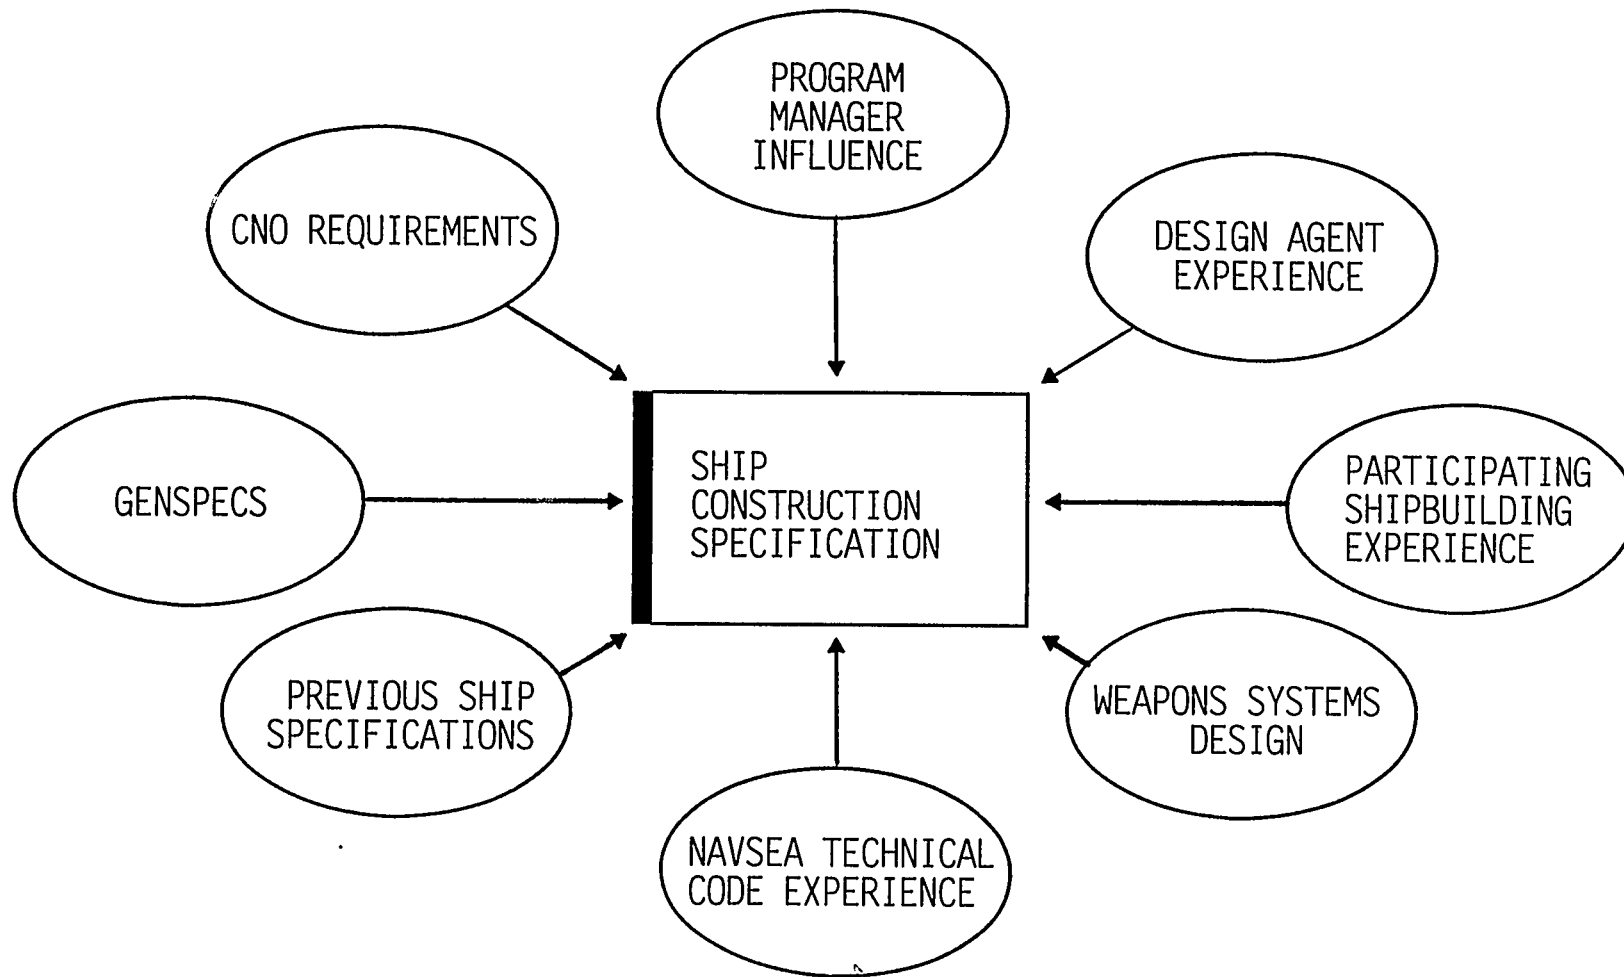 PROGRAM
MANAGER
INFLUENCE
CNO REQUIREMENTS
DESIGN AGENT
EXPERIENCE
SHIP
CONSTRUCTION
SPECIFICATION
GENSPECS
PARTICIPATING
SHIPBUILDING
EXPERIENCE
PREVIOUS SHIP
SPECIFICATIONS
WEAPONS SYSTEMS
DESIGN
NAVSEA TECHNICAL
CODE EXPERIENCE